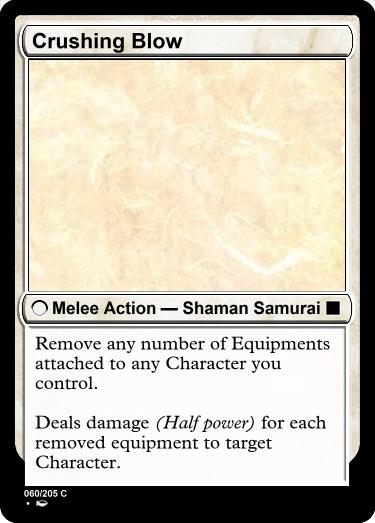 Crushing Blow
Melee Action — Shaman Samurai
Remove any number of Equipments
attached to any Character you
control.
Deals damage (Half power) for each
removed equipment to target
Character.
060/205 C